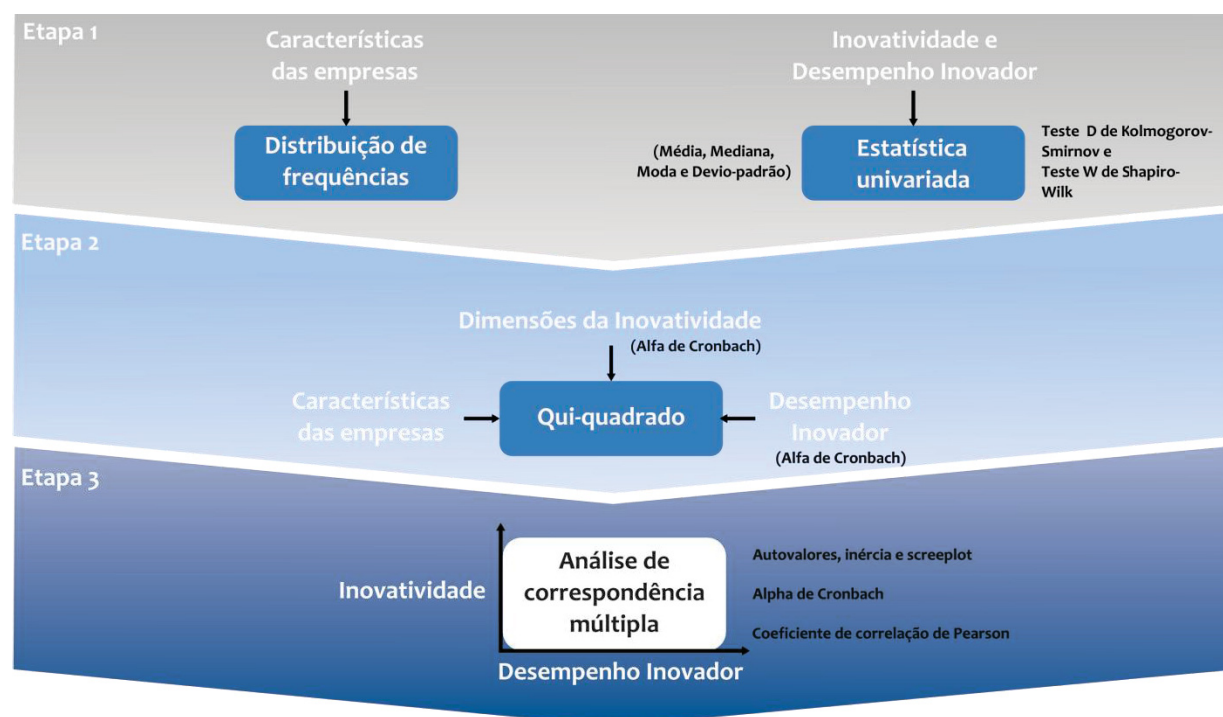 Etapa 1
Características
das empresas
Distribuição de
frequências
Inovatividade e
Desempenho Inovador
(Média, Mediana,
Moda e Devio-padrão)
Estatística
univariada
Teste D de Kolmogorov-
Smirnov e
Teste W de Shapiro-
Wilk
Etapa 2
Dimensões da Inovatividade
(Alfa de Cronbach)
Características
das empresas
Qui-quadrado
Desempenho
Inovador
(Alfa de Cronbach)
Etapa 3
Inovatividade
Análise de
correspondência
múltipla
Autovalores, inércia e screeplot
Alpha de Cronbach
Coeficiente de correlação de Pearson
Desempenho Inovador